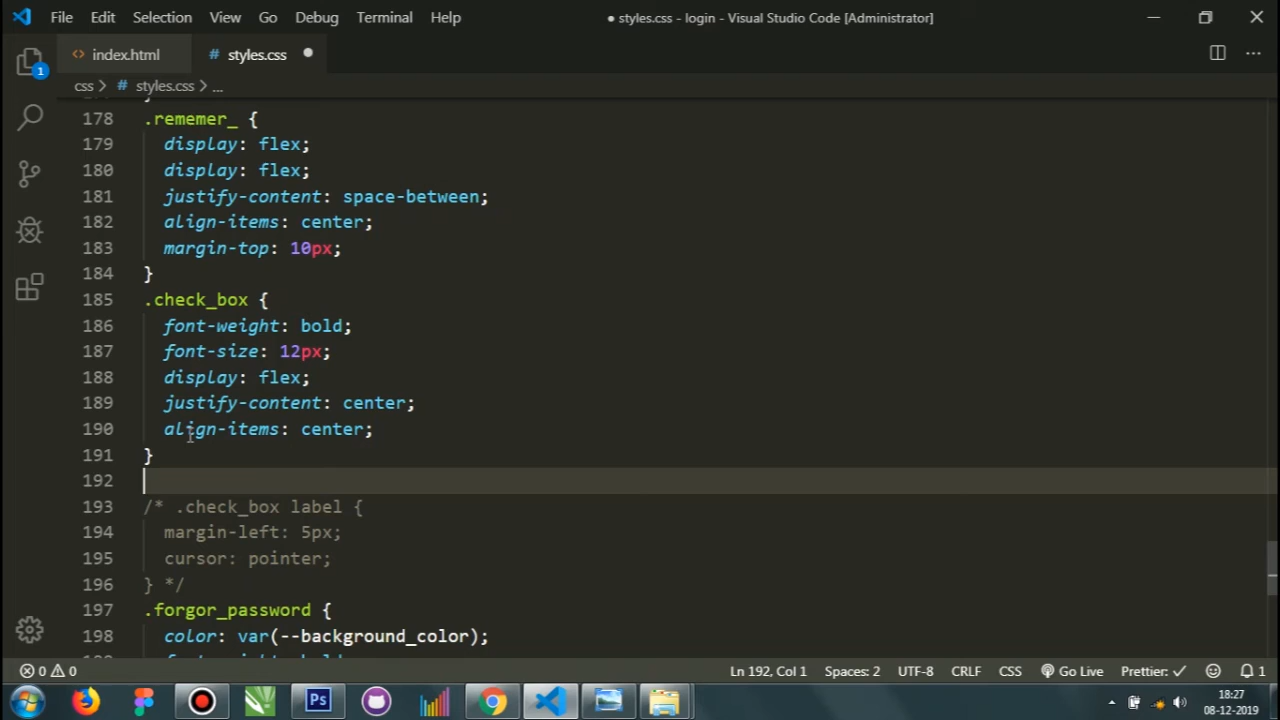 File Edit Selection View Go Debug Terminal Help ● styles.css - login - Visual Studio Code [Administrator]
1
<> index.html # styles.css ●
css > # styles.css > ...
178 .rememer_ {
179 display: flex;
180 display: flex;
181 justify-content: space-between;
182 align-items: center;
183 margin-top: 10px;
184 }
185 .check_box {
186 font-weight: bold;
187 font-size: 12px;
188 display: flex;
189 justify-content: center;
190 align-items: center;
191 }
192
193 /* .check_box label {
194 margin-left: 5px;
195 cursor: pointer;
196 } */
197 .forgor_password {
198 color: var(--background_color);
0 0 Ln 192, Col 1 Spaces: 2 UTF-8 CRLF CSS Go Live Prettier: ✓ 1
Ps
18:27
08-12-2019